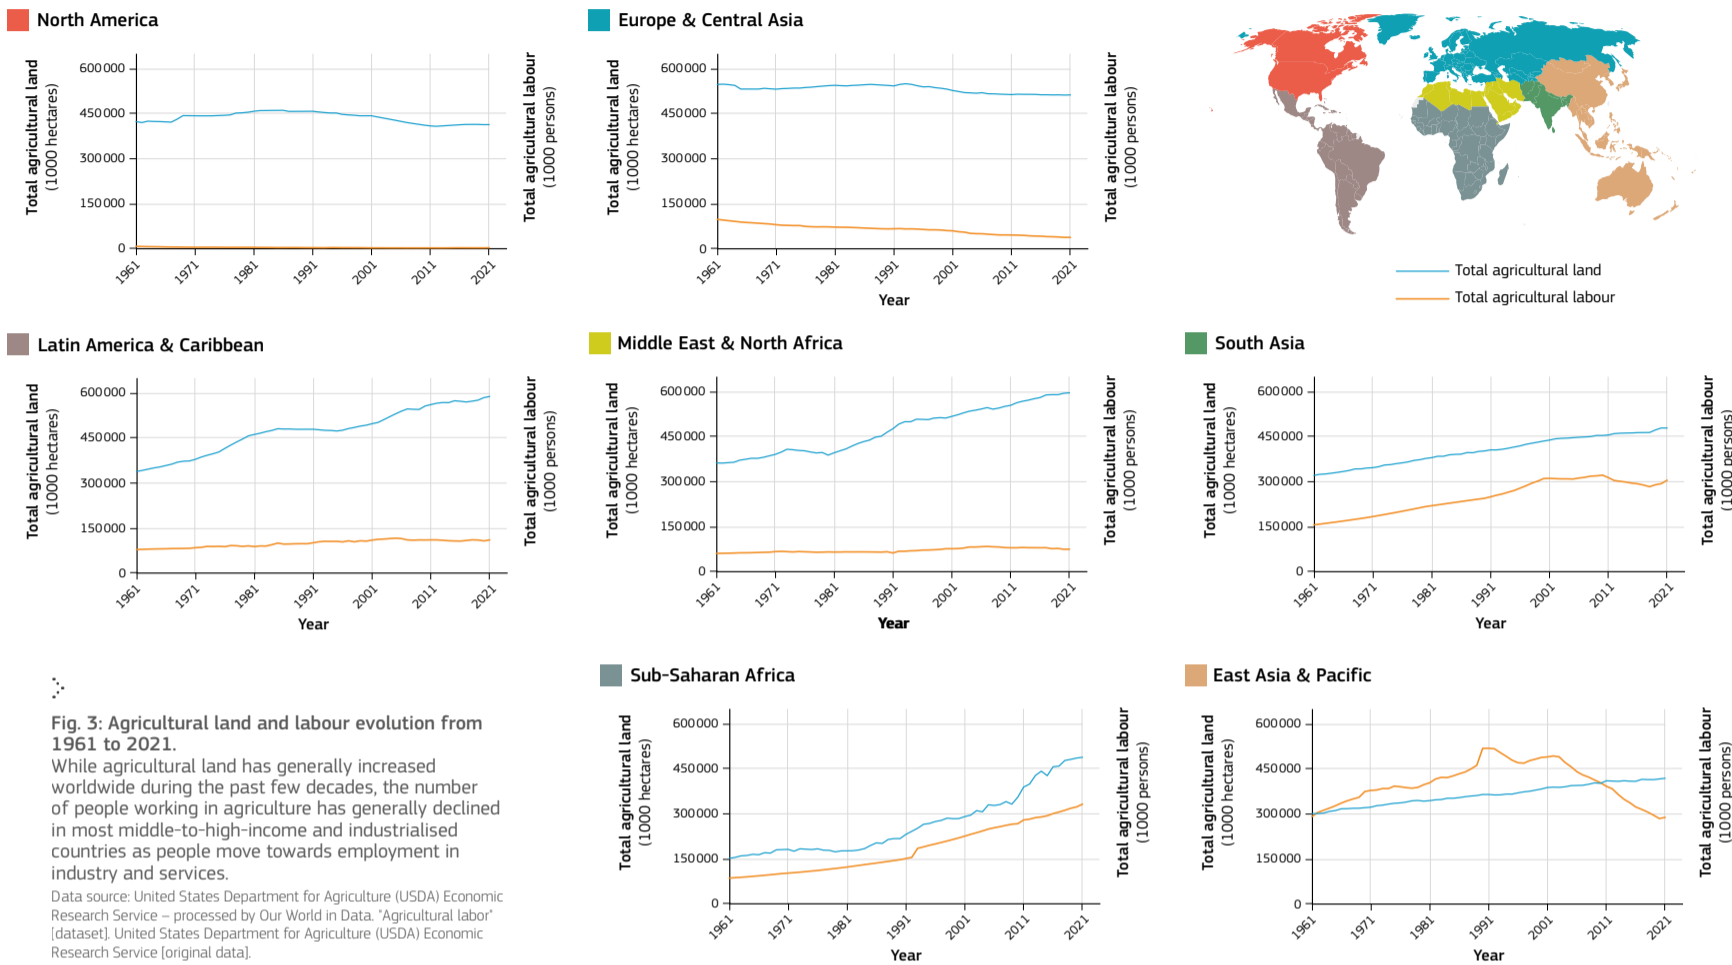 North America
Total agricultural land
(1000 hectares)
600000
450000
300000
150000
0
1961
1971
1981
1991
2001
2011
2021
Total agricultural labour
(1000 persons)
Europe & Central Asia
Total agricultural land
(1000 hectares)
600000
450000
300000
150000
0
1961
1971
1981
1991
2001
2011
2021
Year
Total agricultural labour
(1000 persons)
Total agricultural land
Total agricultural labour
Latin America & Caribbean
Total agricultural land
(1000 hectares)
600000
450000
300000
150000
0
1961
1971
1981
1991
2001
2011
2021
Year
Total agricultural labour
(1000 persons)
Middle East & North Africa
Total agricultural land
(1000 hectares)
600000
450000
300000
150000
0
1961
1971
1981
1991
2001
2011
2021
Year
Total agricultural labour
(1000 persons)
South Asia
Total agricultural land
(1000 hectares)
600000
450000
300000
150000
0
1961
1971
1981
1991
2001
2011
2021
Year
Total agricultural labour
(1000 persons)
Fig. 3: Agricultural land and labour evolution from
1961 to 2021.
While agricultural land has generally increased
worldwide during the past few decades, the number
of people working in agriculture has generally declined
in most middle-to-high-income and industrialised
countries as people move towards employment in
industry and services.
Data source: United States Department for Agriculture (USDA) Economic
Research Service – processed by Our World in Data. "Agricultural labor"
[dataset]. United States Department for Agriculture (USDA) Economic
Research Service [original data].
Sub-Saharan Africa
Total agricultural land
(1000 hectares)
600000
450000
300000
150000
0
1961
1971
1981
1991
2001
2011
2021
Year
Total agricultural labour
(1000 persons)
East Asia & Pacific
Total agricultural land
(1000 hectares)
600000
450000
300000
150000
0
1961
1971
1981
1991
2001
2011
2021
Year
Total agricultural labour
(1000 persons)